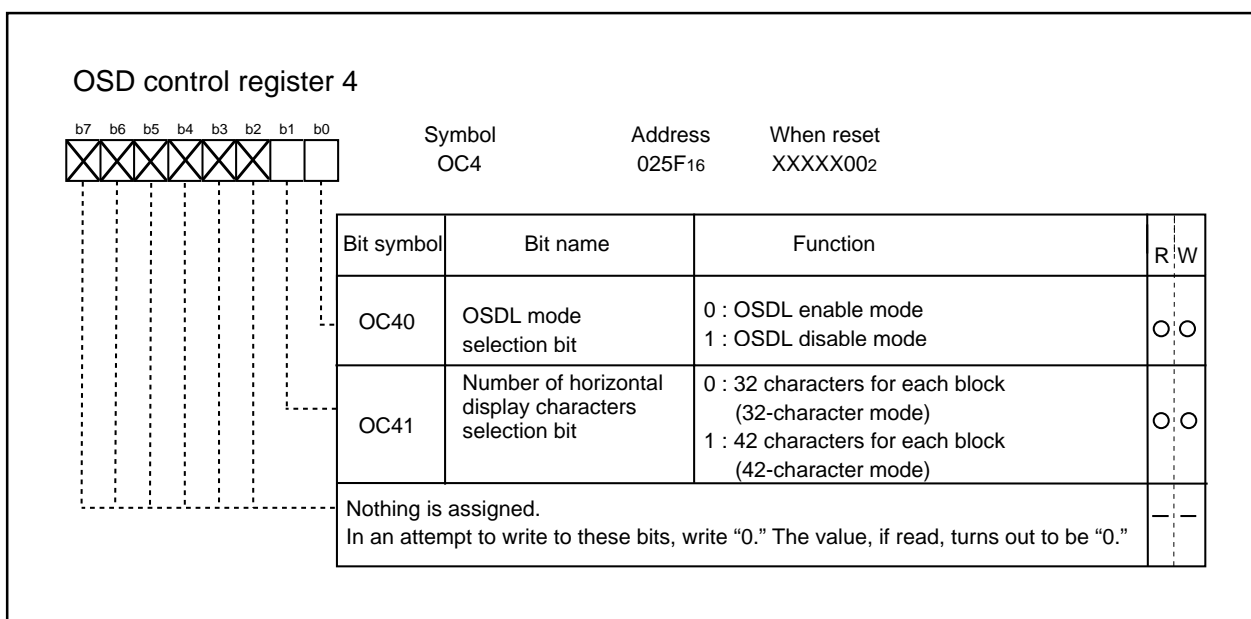 OSD control register 4
b7 b6 b5 b4 b3 b2 b1 b0
Symbol Address When reset
OC4 025F16 XXXXX002
Bit symbol Bit name Function R W
OC40 OSDL mode selection bit
0 : OSDL enable mode
1 : OSDL disable mode
OC41 Number of horizontal display characters selection bit
0 : 32 characters for each block
(32-character mode)
1 : 42 characters for each block
(42-character mode)
Nothing is assigned.
In an attempt to write to these bits, write “0.” The value, if read, turns out to be “0.”